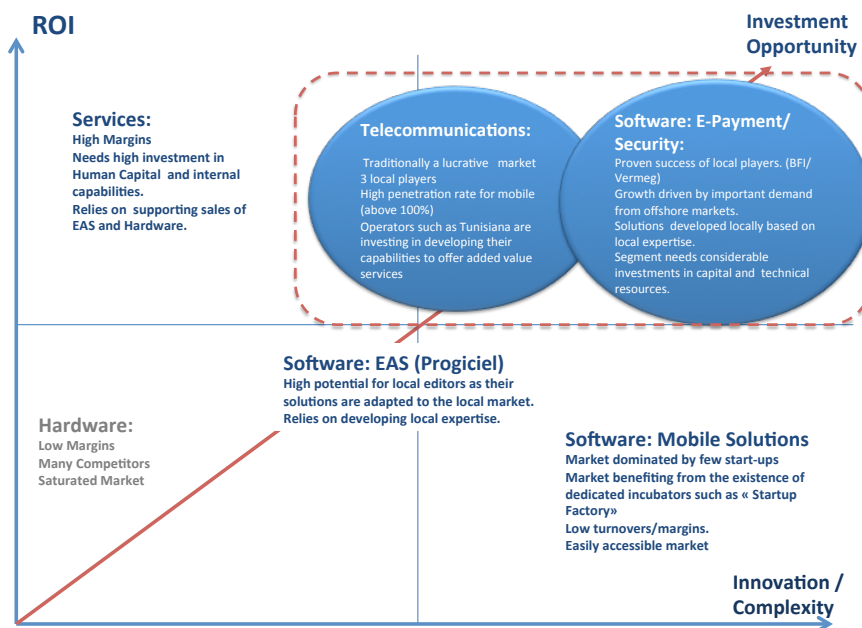 ROI
Investment
Opportunity
Services:
High Margins
Needs high investment in
Human Capital and internal
capabilities.
Relies on supporting sales of
EAS and Hardware.
Telecommunications:
Traditionally a lucrative market
3 local players
High penetration rate for mobile
(above 100%)
Operators such as Tunisiana are
investing in developing their
capabilities to offer added value
services
Software: E-Payment/
Security:
Proven success of local players. (BFI/
Vermeg)
Growth driven by important demand
from offshore markets.
Solutions developed locally based on
local expertise.
Segment needs considerable
investments in capital and technical
resources.
Software: EAS (Progiciel)
High potential for local editors as their
solutions are adapted to the local market.
Relies on developing local expertise.
Hardware:
Low Margins
Many Competitors
Saturated Market
Software: Mobile Solutions
Market dominated by few start-ups
Market benefiting from the existence of
dedicated incubators such as « Startup
Factory»
Low turnovers/margins.
Easily accessible market
Innovation /
Complexity